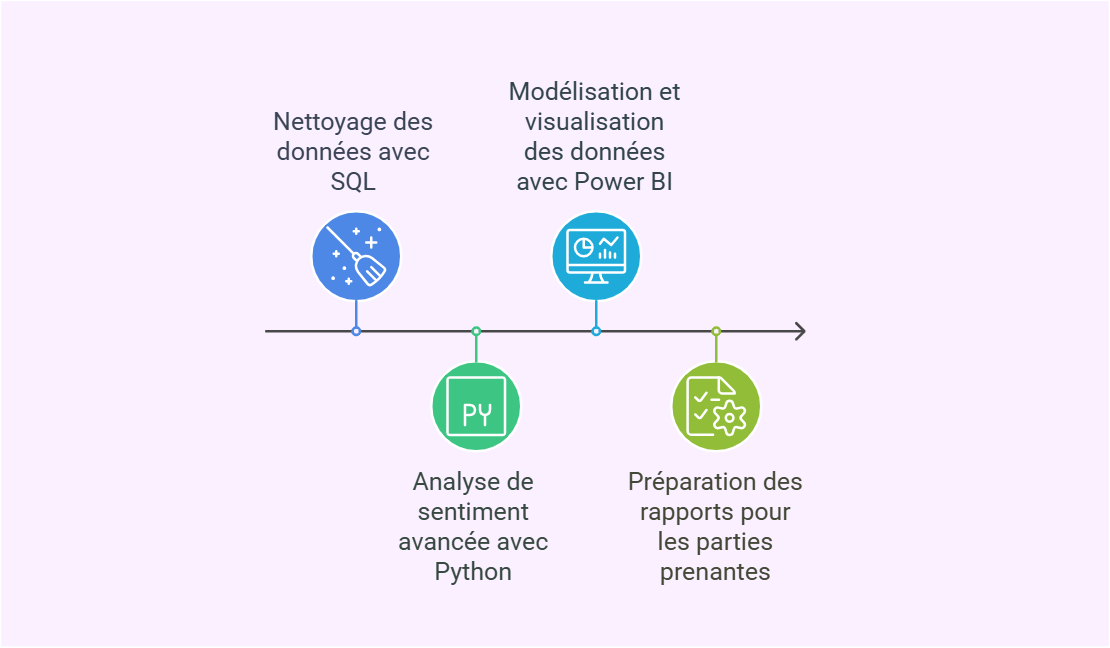 Nettoyage des
données avec
SQL
PY
Analyse de
sentiment
avancée avec
Python
Modélisation et
visualisation
des données
avec Power BI
Préparation des
rapports pour
les parties
prenantes